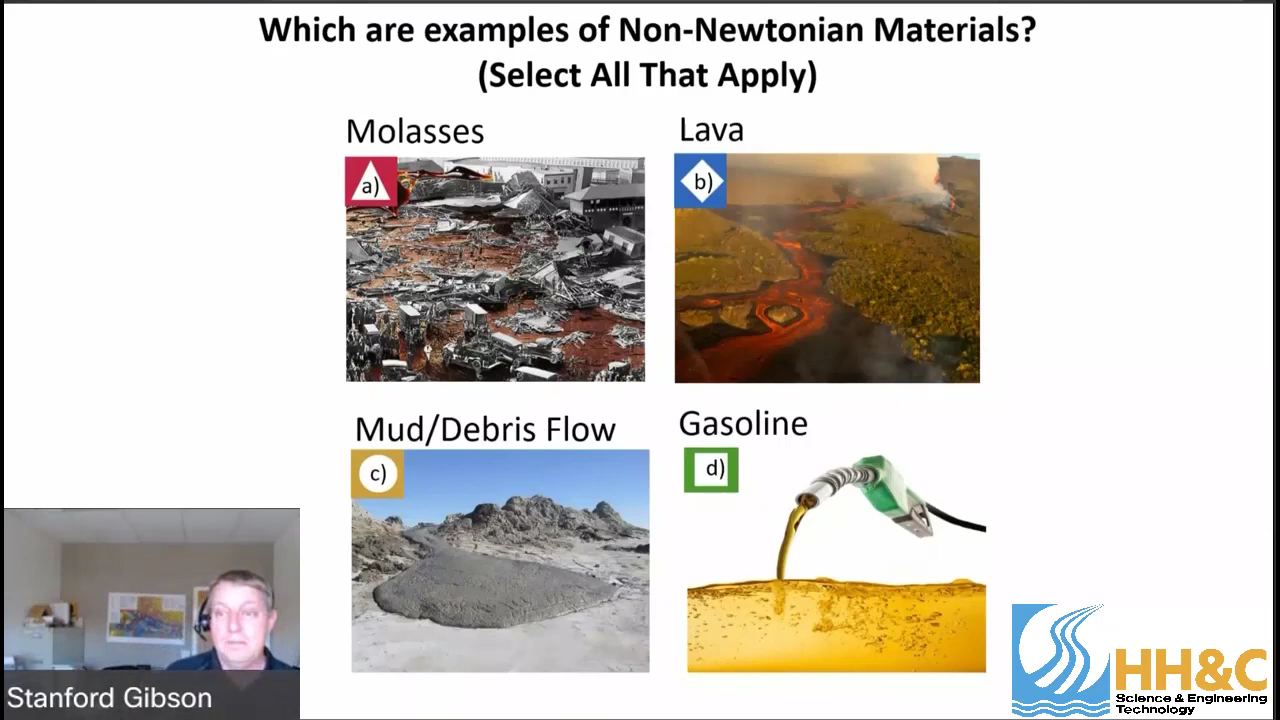 Which are examples of Non-Newtonian Materials?
(Select All That Apply)
Molasses
Lava
a)
b)
Mud/Debris Flow
Gasoline
c)
d)
Stanford Gibson
HH&C
Science & Engineering
Technology